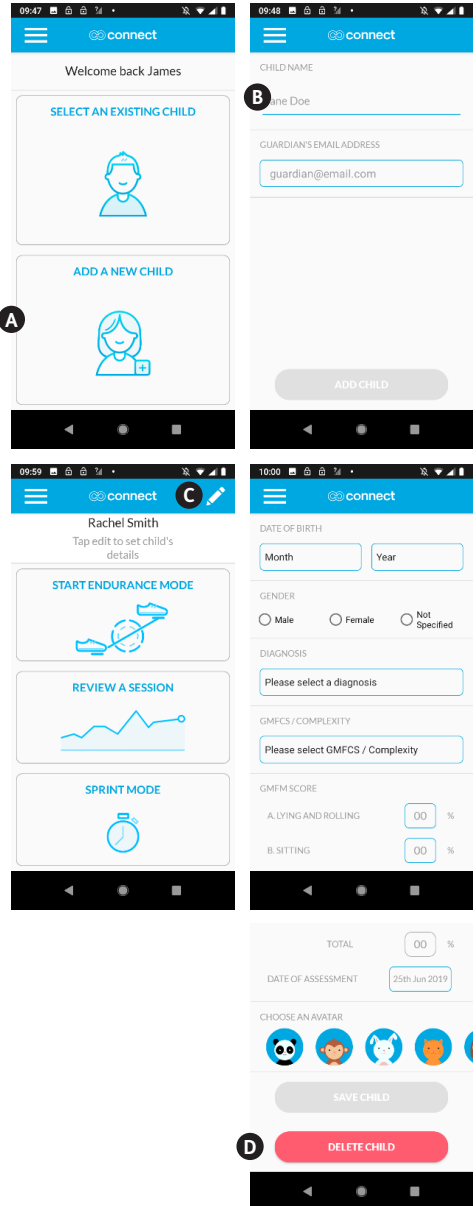 09:47
connect
Welcome back James
SELECT AN EXISTING CHILD
ADD A NEW CHILD
A
09:48
connect
CHILD NAME
B
ane Doe
GUARDIAN'S EMAIL ADDRESS
guardian@email.com
ADD CHILD
09:59
connect
C
Rachel Smith
Tap edit to set child's
details
START ENDURANCE MODE
REVIEW A SESSION
SPRINT MODE
10:00
connect
DATE OF BIRTH
Month Year
GENDER
Male Female Not
Specified
DIAGNOSIS
Please select a diagnosis
GMFCS / COMPLEXITY
Please select GMFCS / Complexity
GMFM SCORE
A. LYING AND ROLLING 00 %
B. SITTING 00 %
TOTAL 00 %
DATE OF ASSESSMENT 25th Jun 2019
CHOOSE AN AVATAR
SAVE CHILD
D
DELETE CHILD